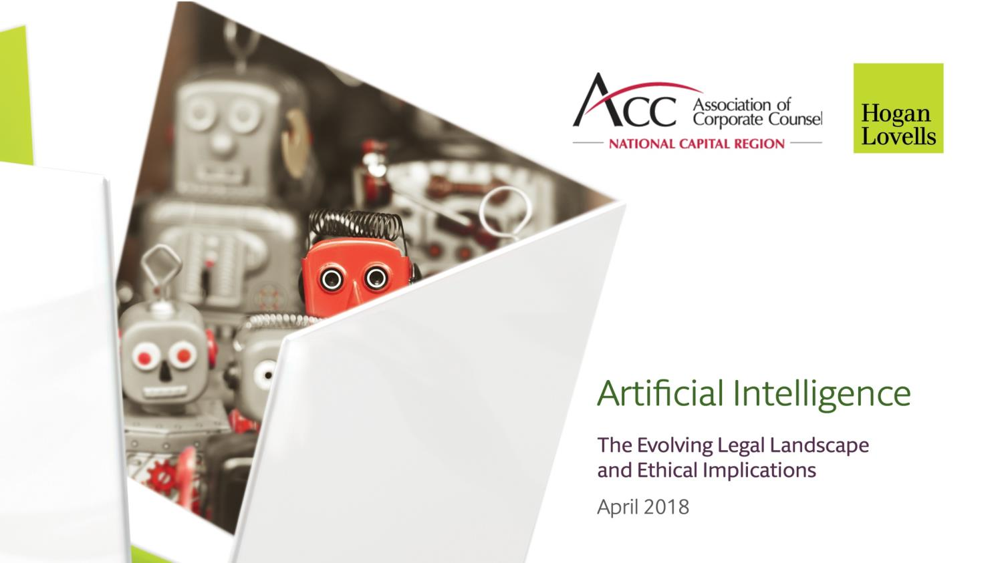 ACC Association of
Corporate Counsel
NATIONAL CAPITAL REGION
Hogan
Lovells
Artificial Intelligence
The Evolving Legal Landscape
and Ethical Implications
April 2018